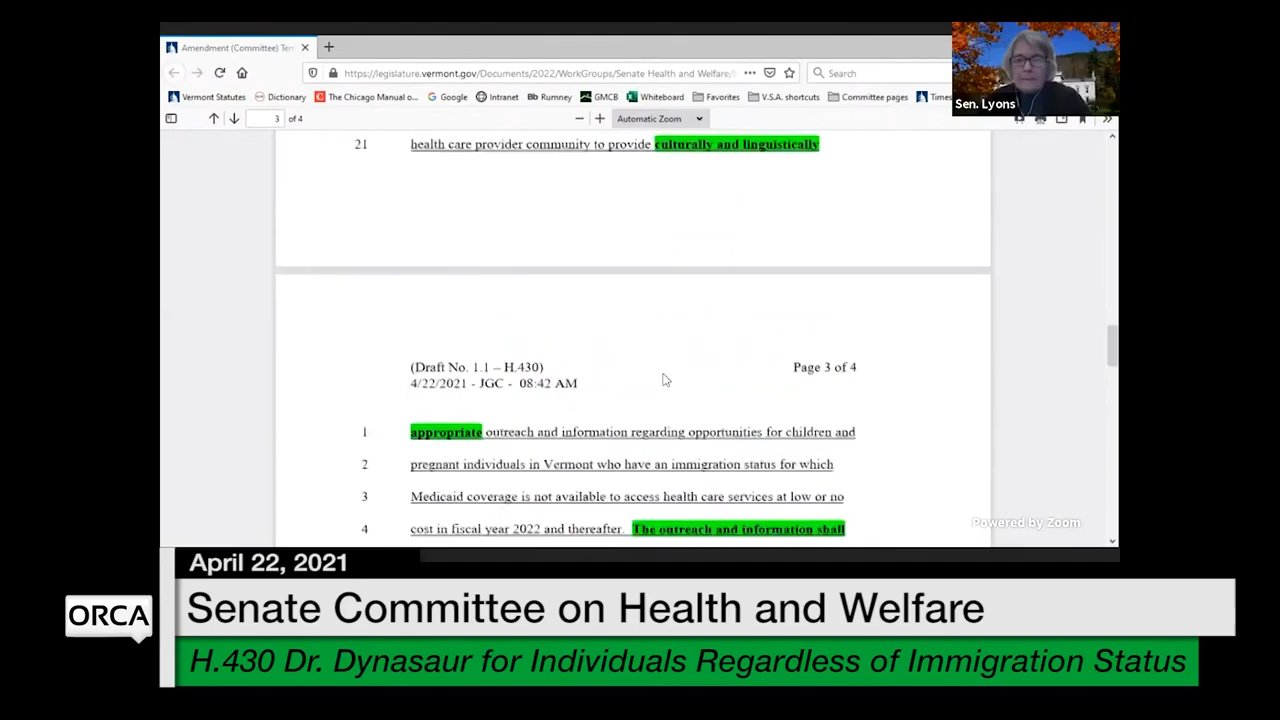 Amendment (Committee) Tem
https://legislature.vermont.gov/Documents/2022/WorkGroups/Senate Health and Welfare/
Search
Vermont Statutes
Dictionary
The Chicago Manual o...
Google
Intranet
Bb Rumney
GMCB
Whiteboard
Favorites
V.S.A. shortcuts
Committee pages
Times
Sen. Lyons
3 of 4
Automatic Zoom
21 health care provider community to provide culturally and linguistically
(Draft No. 1.1 – H.430) Page 3 of 4
4/22/2021 - JGC - 08:42 AM
1 appropriate outreach and information regarding opportunities for children and
2 pregnant individuals in Vermont who have an immigration status for which
3 Medicaid coverage is not available to access health care services at low or no
4 cost in fiscal year 2022 and thereafter. The outreach and information shall
Powered by Zoom
April 22, 2021
ORCA
Senate Committee on Health and Welfare
H.430 Dr. Dynasaur for Individuals Regardless of Immigration Status